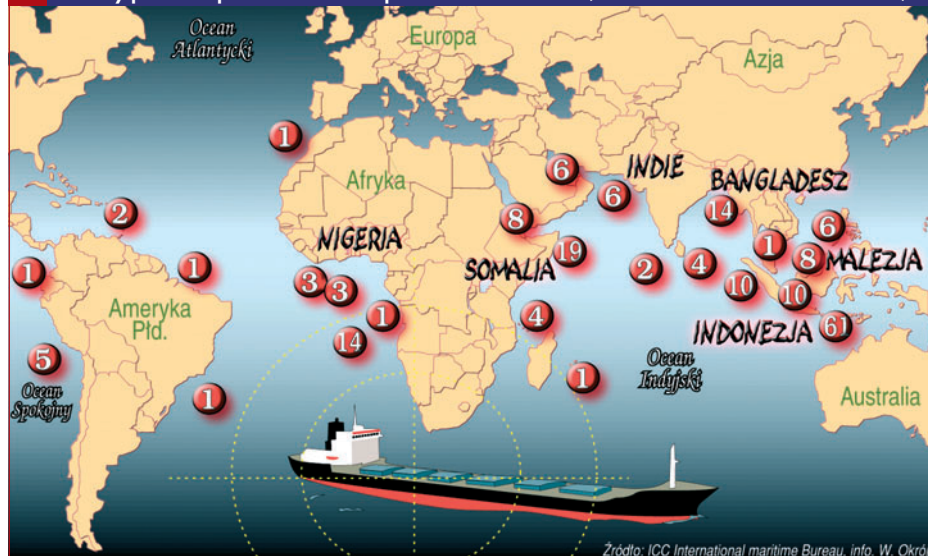 Ocean
Atlantycki
Europa
Azja
1
Afryka
6
INDIE
6
BANGLADESZ
14
2
8
6
NIGERIA
19
1
8
MALEZJA
SOMALIA
1
1
3
3
2
4
10
10
Ameryka
Płd.
1
4
INDONEZJA
61
14
5
Ocean
Spokojny
1
1
Ocean
Indyjski
Australia
Źródło: ICC International maritime Bureau, info. W. Okró